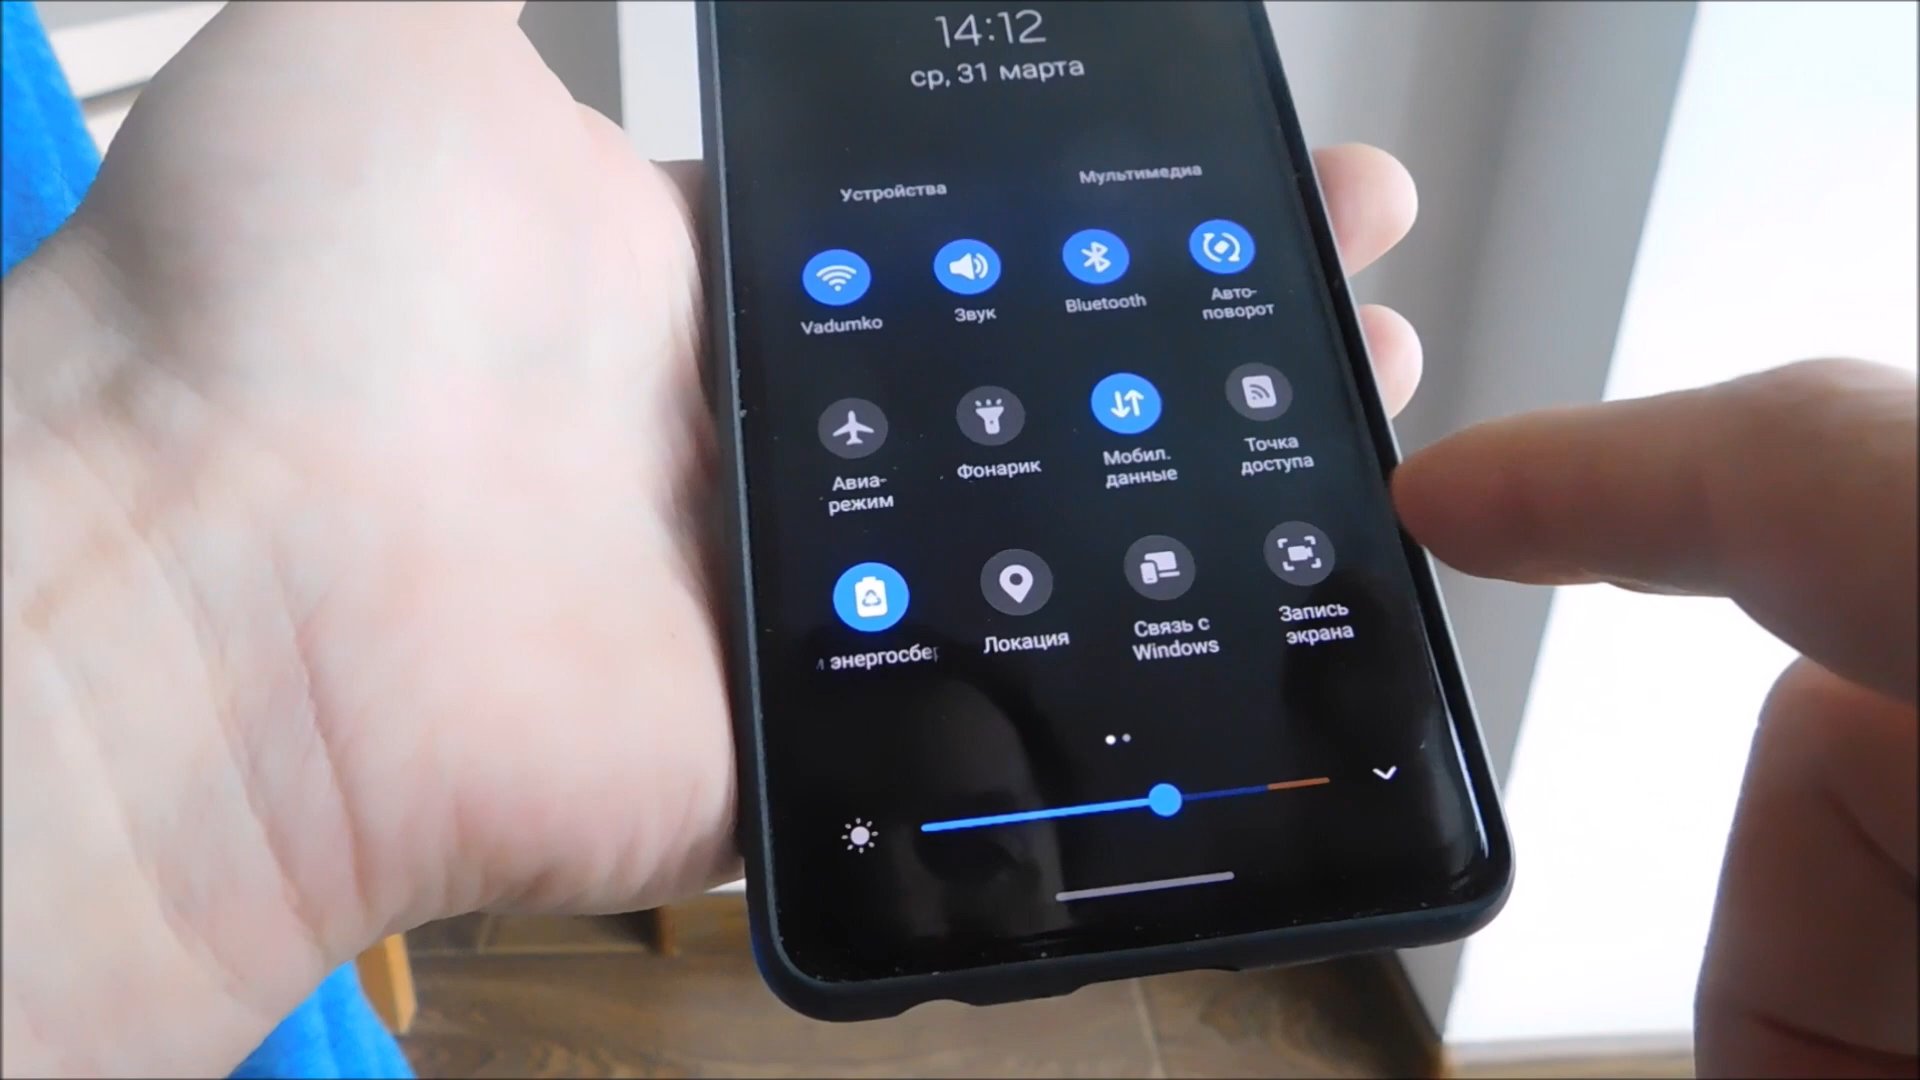 14:12
ср, 31 марта
Устройства
Мультимедиа
Vadumko
Звук
Bluetooth
Авто-
поворот
Авиа-
режим
Фонарик
Мобил.
данные
Точка
доступа
энергосбе
Локация
Связь с
Windows
Запись
экрана